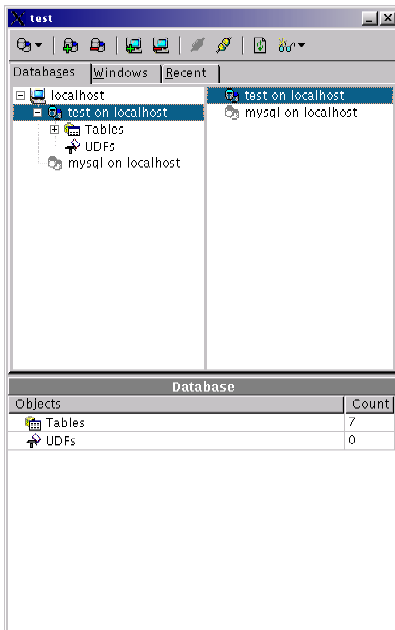 test
Databases Windows Recent
localhost
test on localhost
Tables
UDFs
mysql on localhost
test on localhost
mysql on localhost
Database
Objects Count
Tables 7
UDFs 0